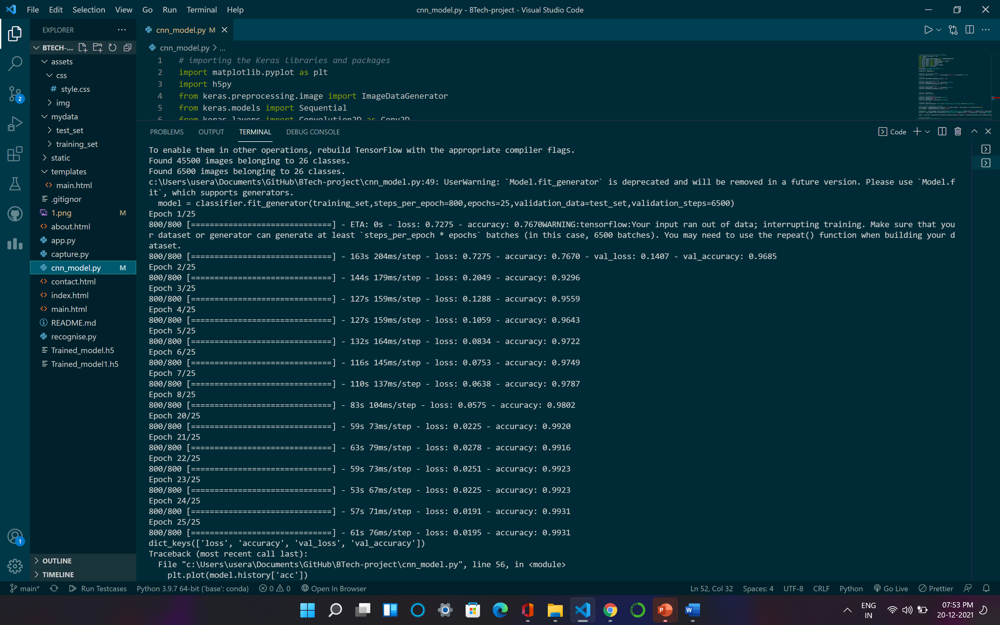 File Edit Selection View Go Run Terminal Help
cnn_model.py - BTech-project - Visual Studio Code
EXPLORER
cnn_model.py M
BTECH-...
cnn_model.py > ...
assets
css
style.css
img
mydata
test_set
training_set
static
templates
main.html
.gitignor
1.png M
about.html
app.py
capture.py
cnn_model.py M
contact.html
index.html
main.html
README.md
recognise.py
Trained_model.h5
Trained_model1.h5
OUTLINE
TIMELINE
2
1
1 # importing the Keras libraries and packages
2 import matplotlib.pyplot as plt
3 import h5py
4 from keras.preprocessing.image import ImageDataGenerator
5 from keras.models import Sequential
6 from keras.layers import Convolution2D as Conv2D
PROBLEMS OUTPUT TERMINAL DEBUG CONSOLE
Code
To enable them in other operations, rebuild TensorFlow with the appropriate compiler flags.
Found 45500 images belonging to 26 classes.
Found 6500 images belonging to 26 classes.
c:\Users\usera\Documents\GitHub\BTech-project\cnn_model.py:49: UserWarning: `Model.fit_generator` is deprecated and will be removed in a future version. Please use `Model.f
it`, which supports generators.
model = classifier.fit_generator(training_set,steps_per_epoch=800,epochs=25,validation_data=test_set,validation_steps=6500)
Epoch 1/25
800/800 [==============================] - ETA: 0s - loss: 0.7275 - accuracy: 0.7670WARNING:tensorflow:Your input ran out of data; interrupting training. Make sure that you
r dataset or generator can generate at least `steps_per_epoch * epochs` batches (in this case, 6500 batches). You may need to use the repeat() function when building your d
ataset.
800/800 [==============================] - 163s 204ms/step - loss: 0.7275 - accuracy: 0.7670 - val_loss: 0.1407 - val_accuracy: 0.9685
Epoch 2/25
800/800 [==============================] - 144s 179ms/step - loss: 0.2049 - accuracy: 0.9296
Epoch 3/25
800/800 [==============================] - 127s 159ms/step - loss: 0.1288 - accuracy: 0.9559
Epoch 4/25
800/800 [==============================] - 127s 159ms/step - loss: 0.1059 - accuracy: 0.9643
Epoch 5/25
800/800 [==============================] - 132s 164ms/step - loss: 0.0834 - accuracy: 0.9722
Epoch 6/25
800/800 [==============================] - 116s 145ms/step - loss: 0.0753 - accuracy: 0.9749
Epoch 7/25
800/800 [==============================] - 110s 137ms/step - loss: 0.0638 - accuracy: 0.9787
Epoch 8/25
800/800 [==============================] - 83s 104ms/step - loss: 0.0575 - accuracy: 0.9802
Epoch 20/25
800/800 [==============================] - 59s 73ms/step - loss: 0.0225 - accuracy: 0.9920
Epoch 21/25
800/800 [==============================] - 63s 79ms/step - loss: 0.0278 - accuracy: 0.9916
Epoch 22/25
800/800 [==============================] - 59s 73ms/step - loss: 0.0251 - accuracy: 0.9923
Epoch 23/25
800/800 [==============================] - 53s 67ms/step - loss: 0.0225 - accuracy: 0.9923
Epoch 24/25
800/800 [==============================] - 57s 71ms/step - loss: 0.0191 - accuracy: 0.9931
Epoch 25/25
800/800 [==============================] - 61s 76ms/step - loss: 0.0195 - accuracy: 0.9931
dict_keys(['loss', 'accuracy', 'val_loss', 'val_accuracy'])
Traceback (most recent call last):
File "c:\Users\usera\Documents\GitHub\BTech-project\cnn_model.py", line 56, in <module>
plt.plot(model.history['acc'])
main* Run Testcases Python 3.9.7 64-bit ('base': conda) 0 0 Open In Browser Ln 52, Col 32 Spaces: 4 UTF-8 CRLF Python Go Live Prettier
ENG
IN
07:53 PM
20-12-2021